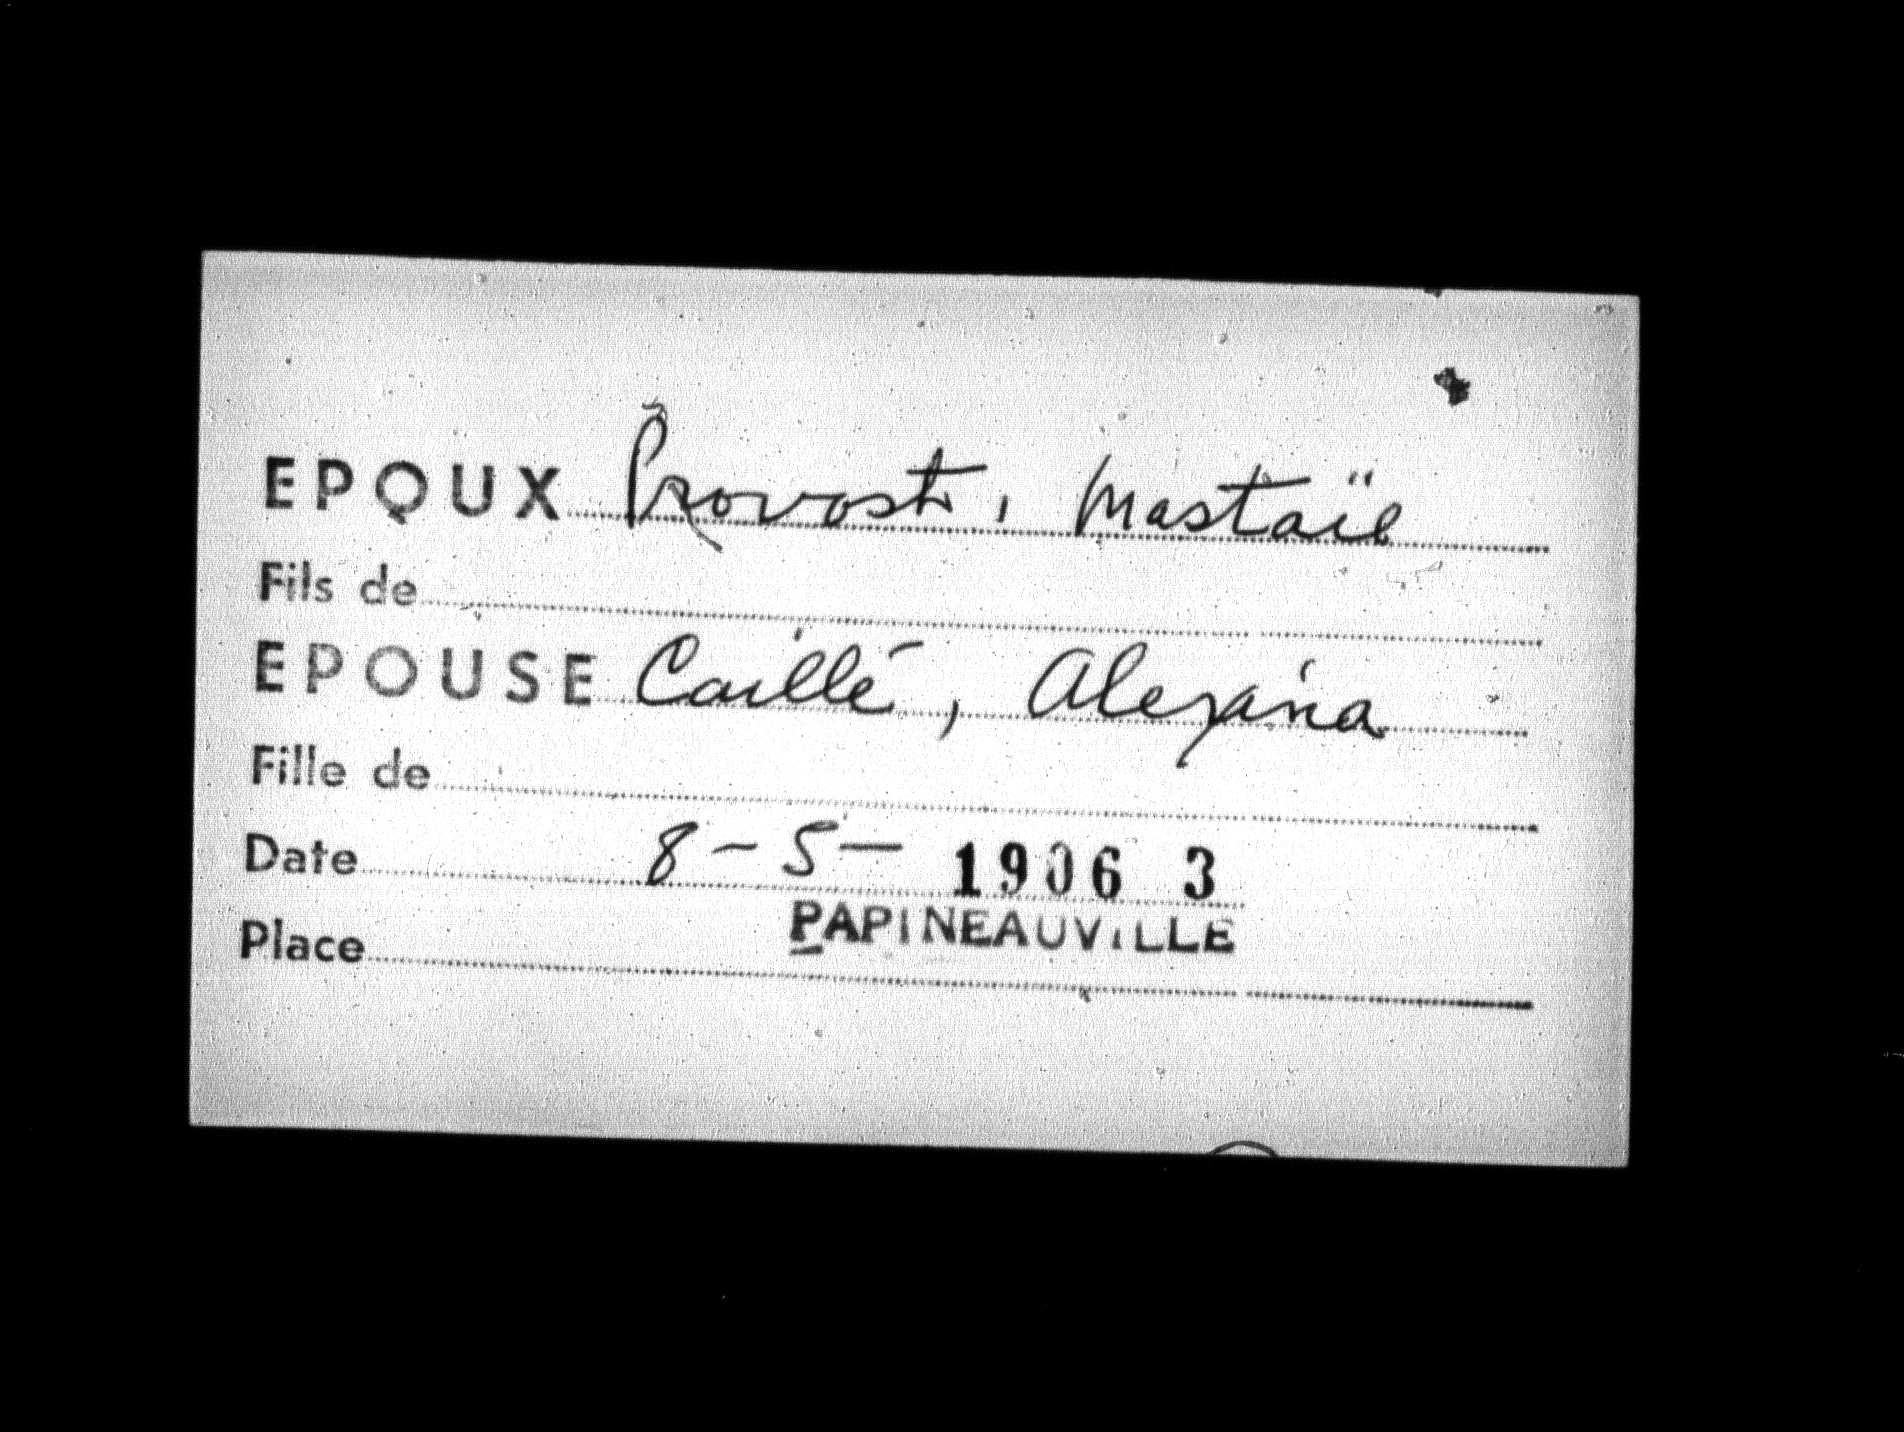 EPOUX Provost, Mastaïe
Fils de
EPOUSE Caillé, Alexina
Fille de
Date 8-5-1906 3
Place PAPINEAUVILLE